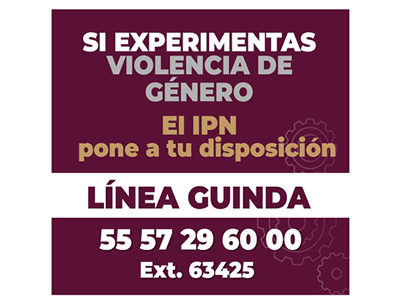 SI EXPERIMENTAS
VIOLENCIA DE
GÉNERO
El IPN
pone a tu disposición
LÍNEA GUINDA
55 57 29 60 00
Ext. 63425